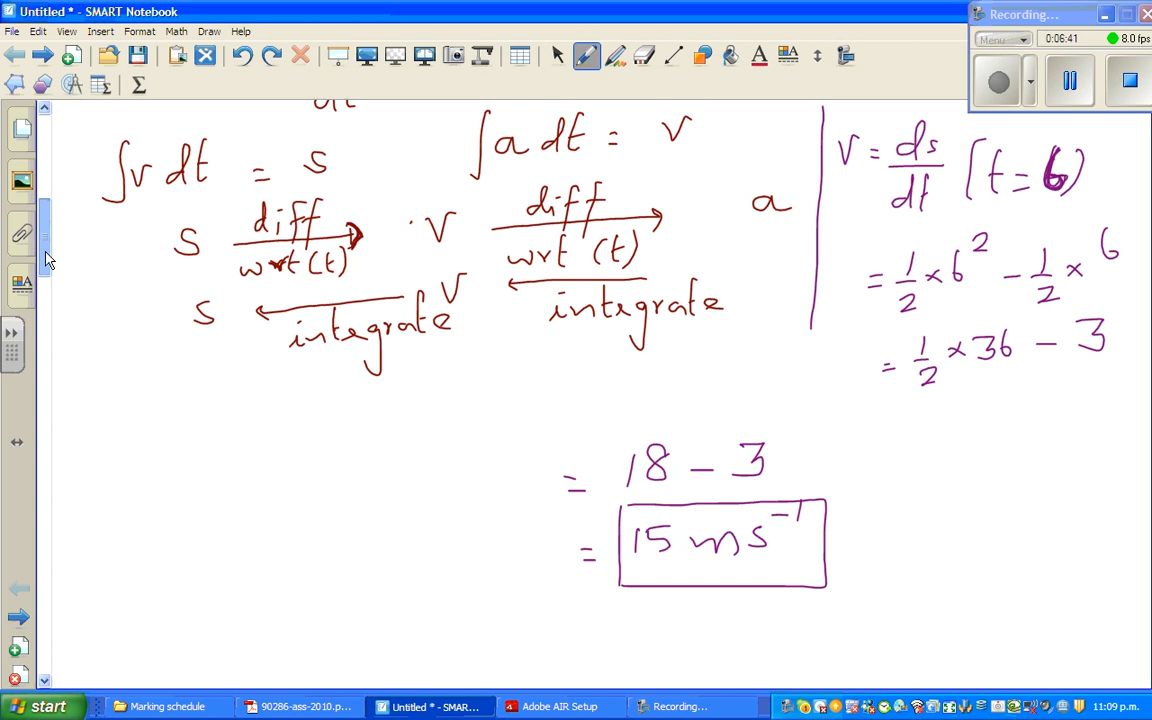 Untitled * - SMART Notebook
Recording...
File Edit View Insert Format Math Draw Help
Menu
0:06:41
8.0 fps
∫v dt = s
∫a dt = v
s diff wrt (t) v diff wrt (t) a
s integrate v integrate
v = ds/dt (t = 6)
= 1/2 × 6² - 1/2 × 6
= 1/2 × 36 - 3
= 18 - 3
= 15 ms⁻¹
start
Marking schedule
90286-ass-2010.p...
Untitled * - SMAR...
Adobe AIR Setup
Recording...
11:09 p.m.